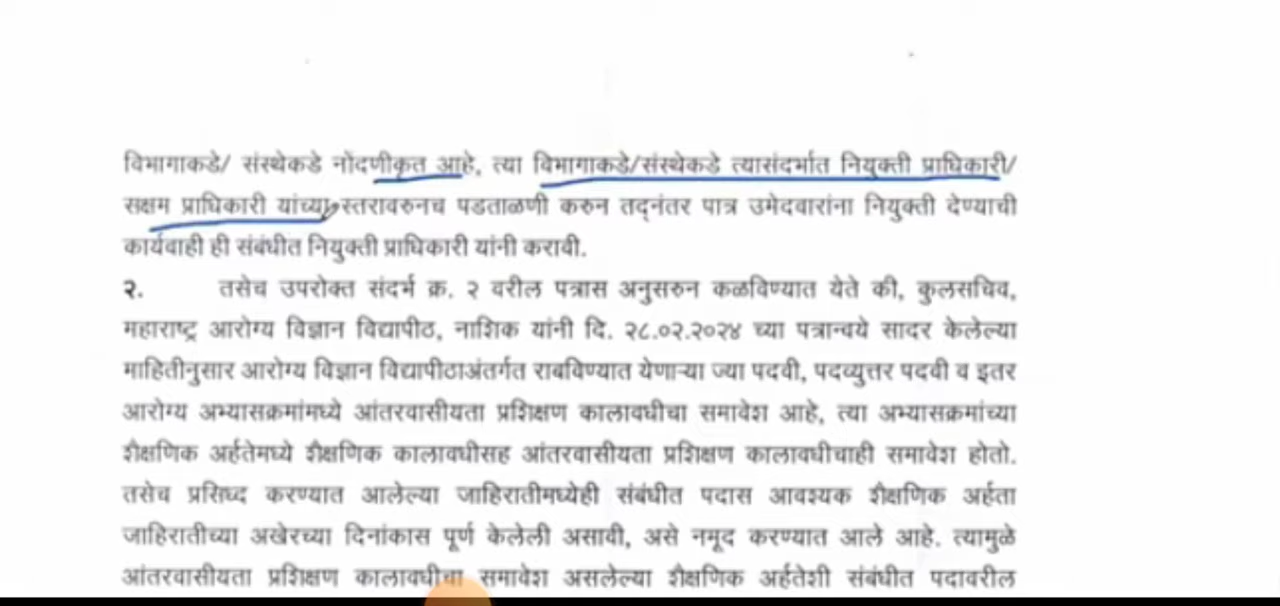 विभागाकडे/ संस्थेकडे नोंदणीकृत आहे, त्या विभागाकडे/संस्थेकडे त्यासंदर्भात नियुक्ती प्राधिकारी/
सक्षम प्राधिकारी यांच्या स्तरावरुनच पडताळणी करुन तद्नंतर पात्र उमेदवारांना नियुक्ती देण्याची
कार्यवाही ही संबंधीत नियुक्ती प्राधिकारी यांनी करावी.
२. तसेच उपरोक्त संदर्भ क्र. २ वरील पत्रास अनुसरुन कळविण्यात येते की, कुलसचिव,
महाराष्ट्र आरोग्य विज्ञान विद्यापीठ, नाशिक यांनी दि. २८.०२.२०२४ च्या पत्रान्वये सादर केलेल्या
माहितीनुसार आरोग्य विज्ञान विद्यापीठाअंतर्गत राबविण्यात येणाऱ्या ज्या पदवी, पदव्युत्तर पदवी व इतर
आरोग्य अभ्यासक्रमांमध्ये आंतरवासीयता प्रशिक्षण कालावधीचा समावेश आहे, त्या अभ्यासक्रमांच्या
शैक्षणिक अर्हतेमध्ये शैक्षणिक कालावधीसह आंतरवासीयता प्रशिक्षण कालावधीचाही समावेश होतो.
तसेच प्रसिध्द करण्यात आलेल्या जाहिरातीमध्येही संबंधीत पदास आवश्यक शैक्षणिक अर्हता
जाहिरातीच्या अखेरच्या दिनांकास पूर्ण केलेली असावी, असे नमूद करण्यात आले आहे. त्यामुळे
आंतरवासीयता प्रशिक्षण कालावधीचा समावेश असलेल्या शैक्षणिक अर्हतेशी संबंधीत पदावरील